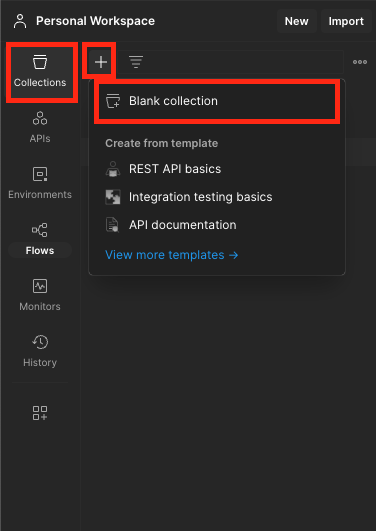 Personal Workspace
New
Import
Collections
Blank collection
Create from template
APIs
REST API basics
Environments
Integration testing basics
API documentation
Flows
View more templates →
Monitors
History